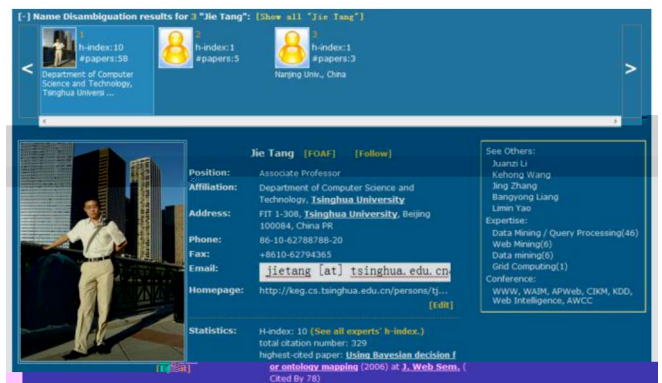 [-] Name Disambiguation results for 3 "Jie Tang": [Show all "Jie Tang"]
1
h-index:10
#papers:58
Department of Computer
Science and Technology,
Tsinghua Universi ...
2
h-index:1
#papers:5
3
h-index:1
#papers:3
Nanjing Univ., China
<
>
Jie Tang [FOAF] [Follow]
Position: Associate Professor
Affiliation: Department of Computer Science and
Technology, Tsinghua University
Address: FIT 1-308, Tsinghua University, Beijing
100084, China PR
Phone: 86-10-62788788-20
Fax: +8610-62794365
Email: jietang [at] tsinghua.edu.cn
Homepage: http://keg.cs.tsinghua.edu.cn/persons/tj...
[Edit]
Statistics: H-index: 10 (See all experts' h-index.)
total citation number: 329
highest-cited paper: Using Bayesian decision f
or ontology mapping (2006) at J. Web Sem. (
Cited By 78)
See Others:
Juanzi Li
Kehong Wang
Jing Zhang
Bangyong Liang
Limin Yao
Expertise:
Data Mining / Query Processing(46)
Web Mining(6)
Data mining(6)
Grid Computing(1)
Conference:
WWW, WAIM, APWeb, CIKM, KDD,
Web Intelligence, AWCC